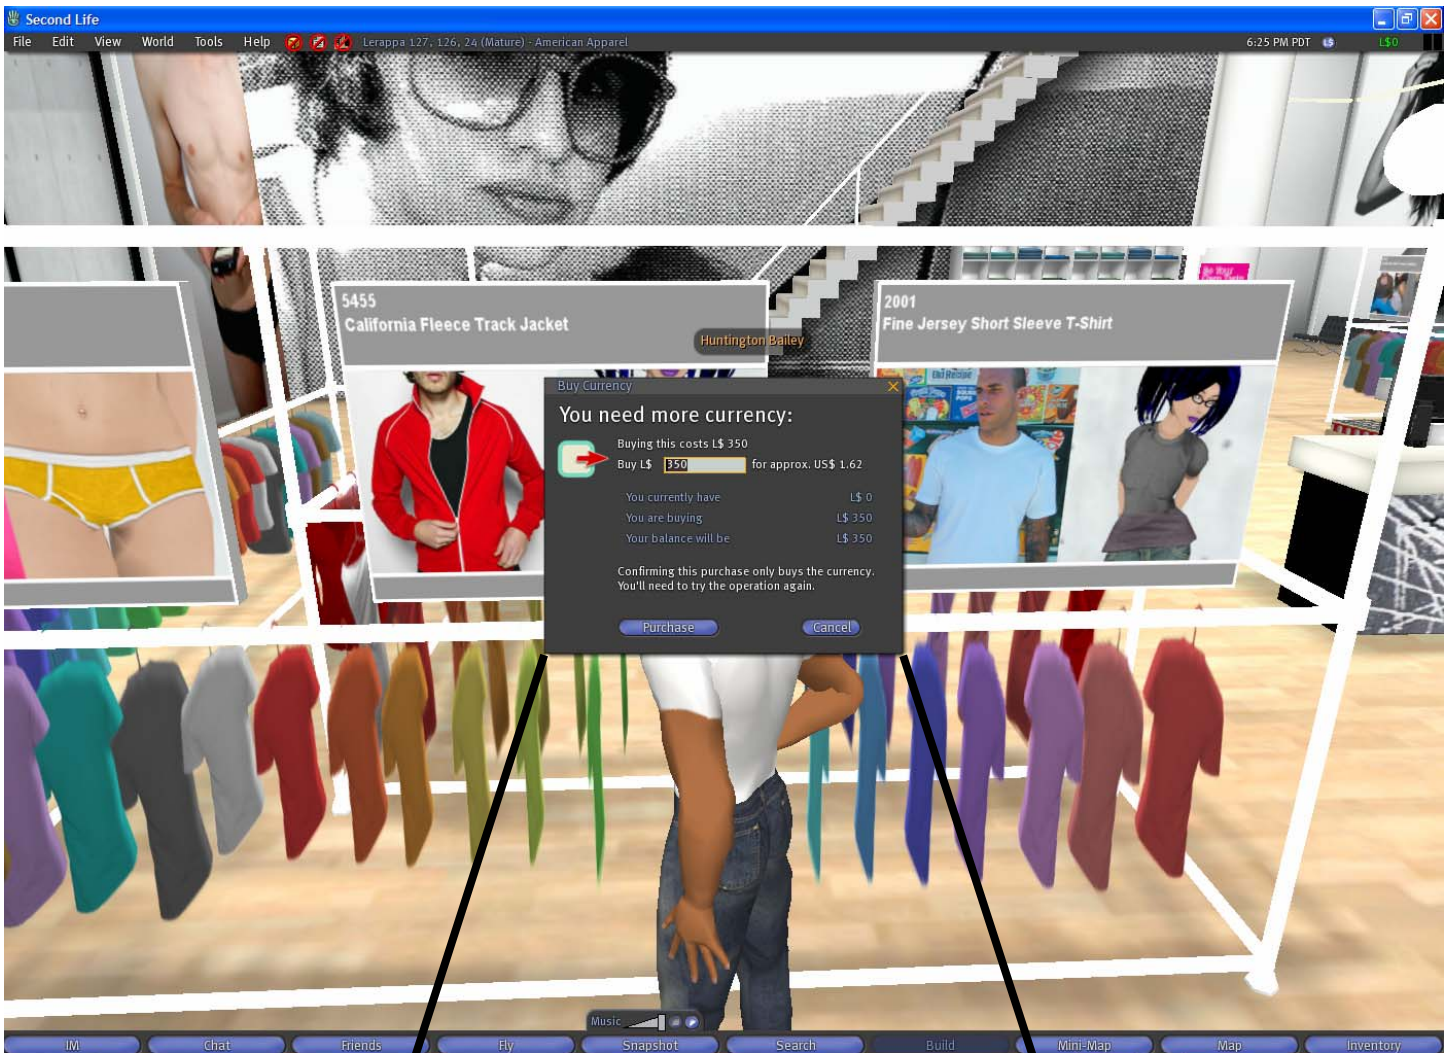 Second Life
File Edit View World Tools Help Lerappa 127, 126, 24 (Mature) - American Apparel 6:25 PM PDT L$ L$0
5455
California Fleece Track Jacket
2001
Fine Jersey Short Sleeve T-Shirt
Huntington Bailey
Buy Currency
You need more currency:
Buying this costs L$ 350
Buy L$ 350 for approx. US$ 1.62
You currently have L$ 0
You are buying L$ 350
Your balance will be L$ 350
Confirming this purchase only buys the currency.
You'll need to try the operation again.
Purchase Cancel
Music
IM Chat Friends Fly Snapshot Search Build Mini-Map Map Inventory